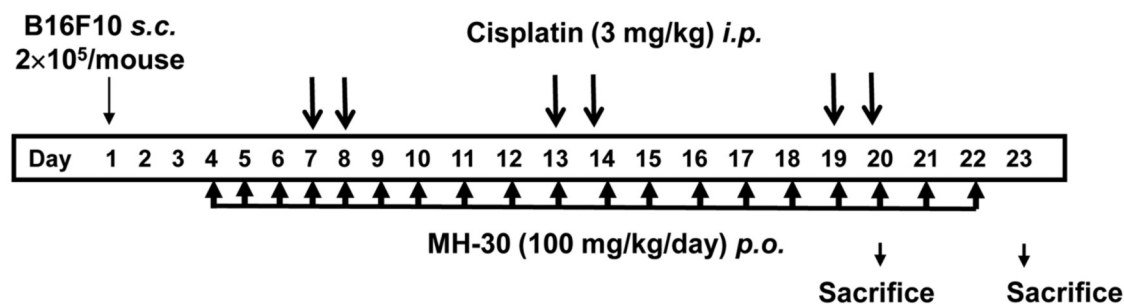 B16F10 s.c.
2×10⁵/mouse
Cisplatin (3 mg/kg) i.p.
Day 1 2 3 4 5 6 7 8 9 10 11 12 13 14 15 16 17 18 19 20 21 22 23
MH-30 (100 mg/kg/day) p.o.
Sacrifice Sacrifice